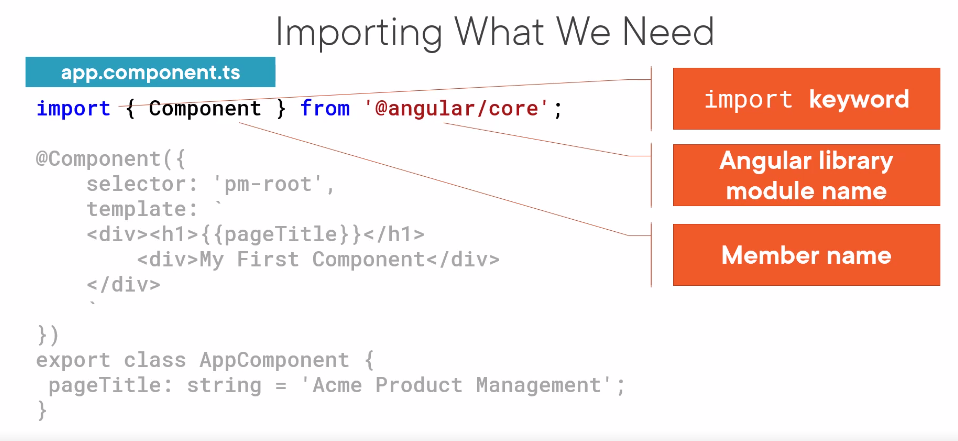 Importing What We Need
app.component.ts
import { Component } from '@angular/core';
@Component({
    selector: 'pm-root',
    template: `
    <div><h1>{{pageTitle}}</h1>
        <div>My First Component</div>
    </div>
    `
})
export class AppComponent {
 pageTitle: string = 'Acme Product Management';
}
import keyword
Angular library
module name
Member name